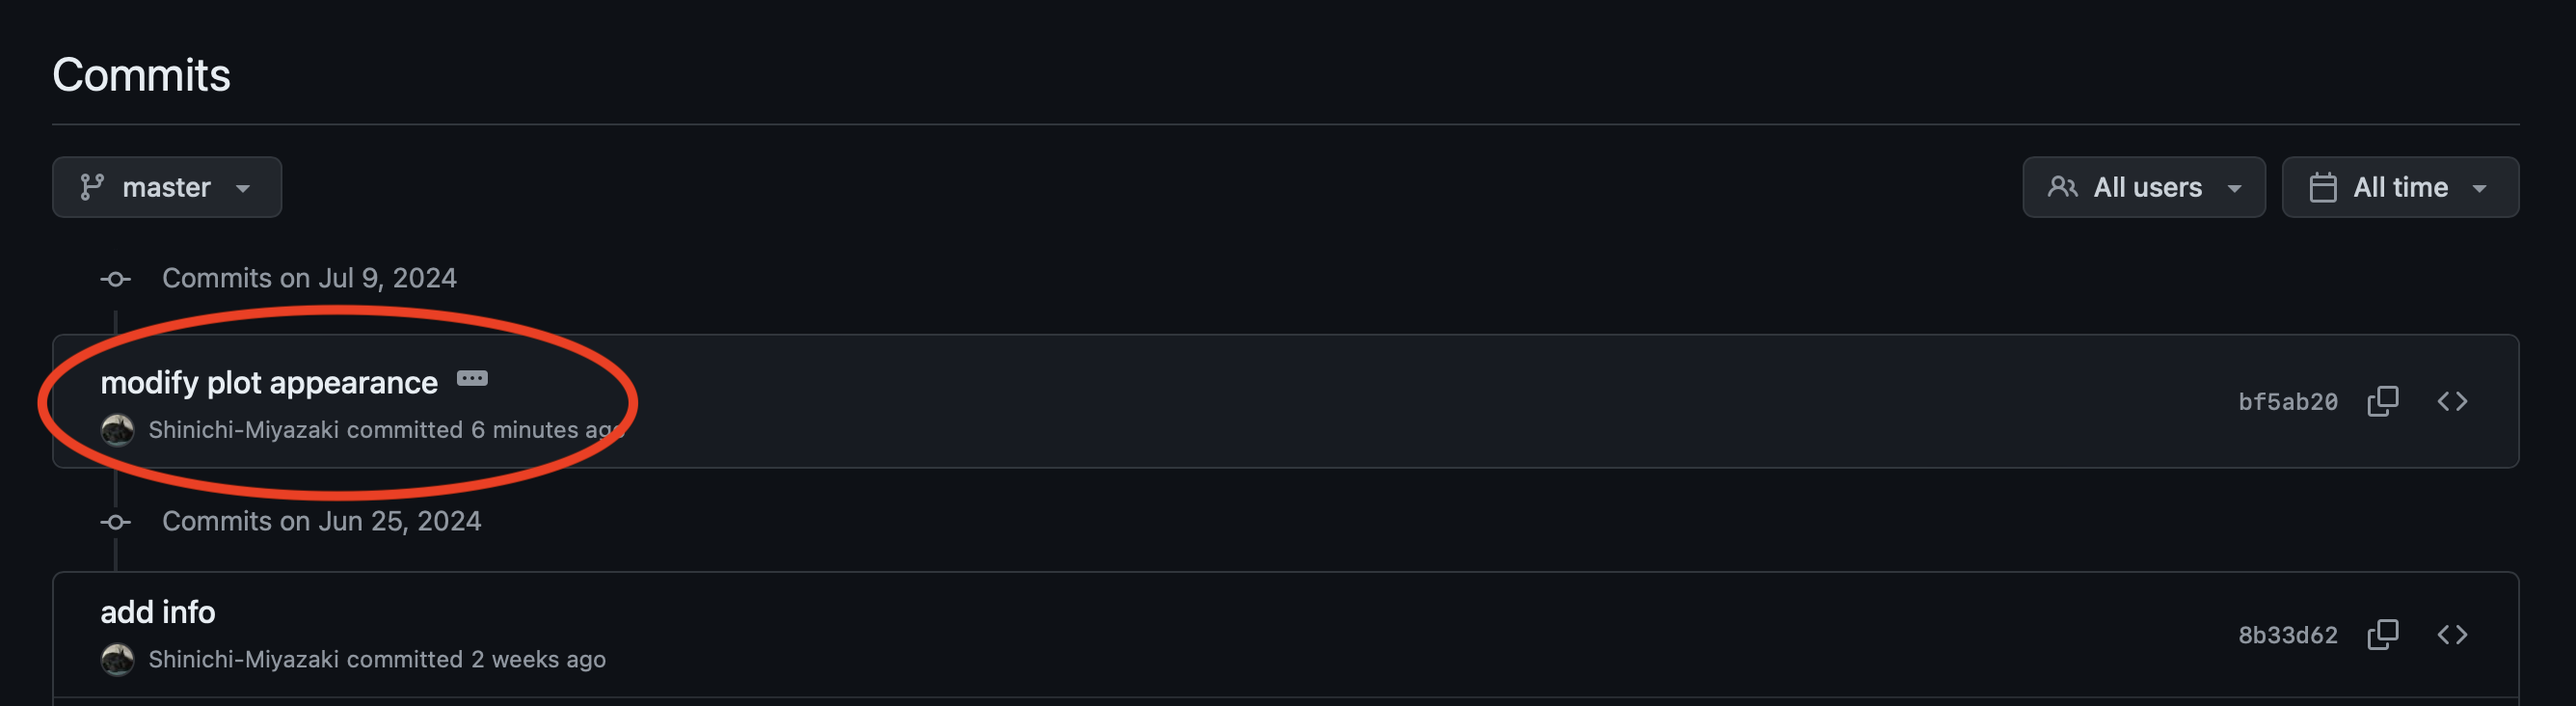 Commits
master
All users
All time
Commits on Jul 9, 2024
modify plot appearance
Shinichi-Miyazaki committed 6 minutes ago
bf5ab20
Commits on Jun 25, 2024
add info
Shinichi-Miyazaki committed 2 weeks ago
8b33d62